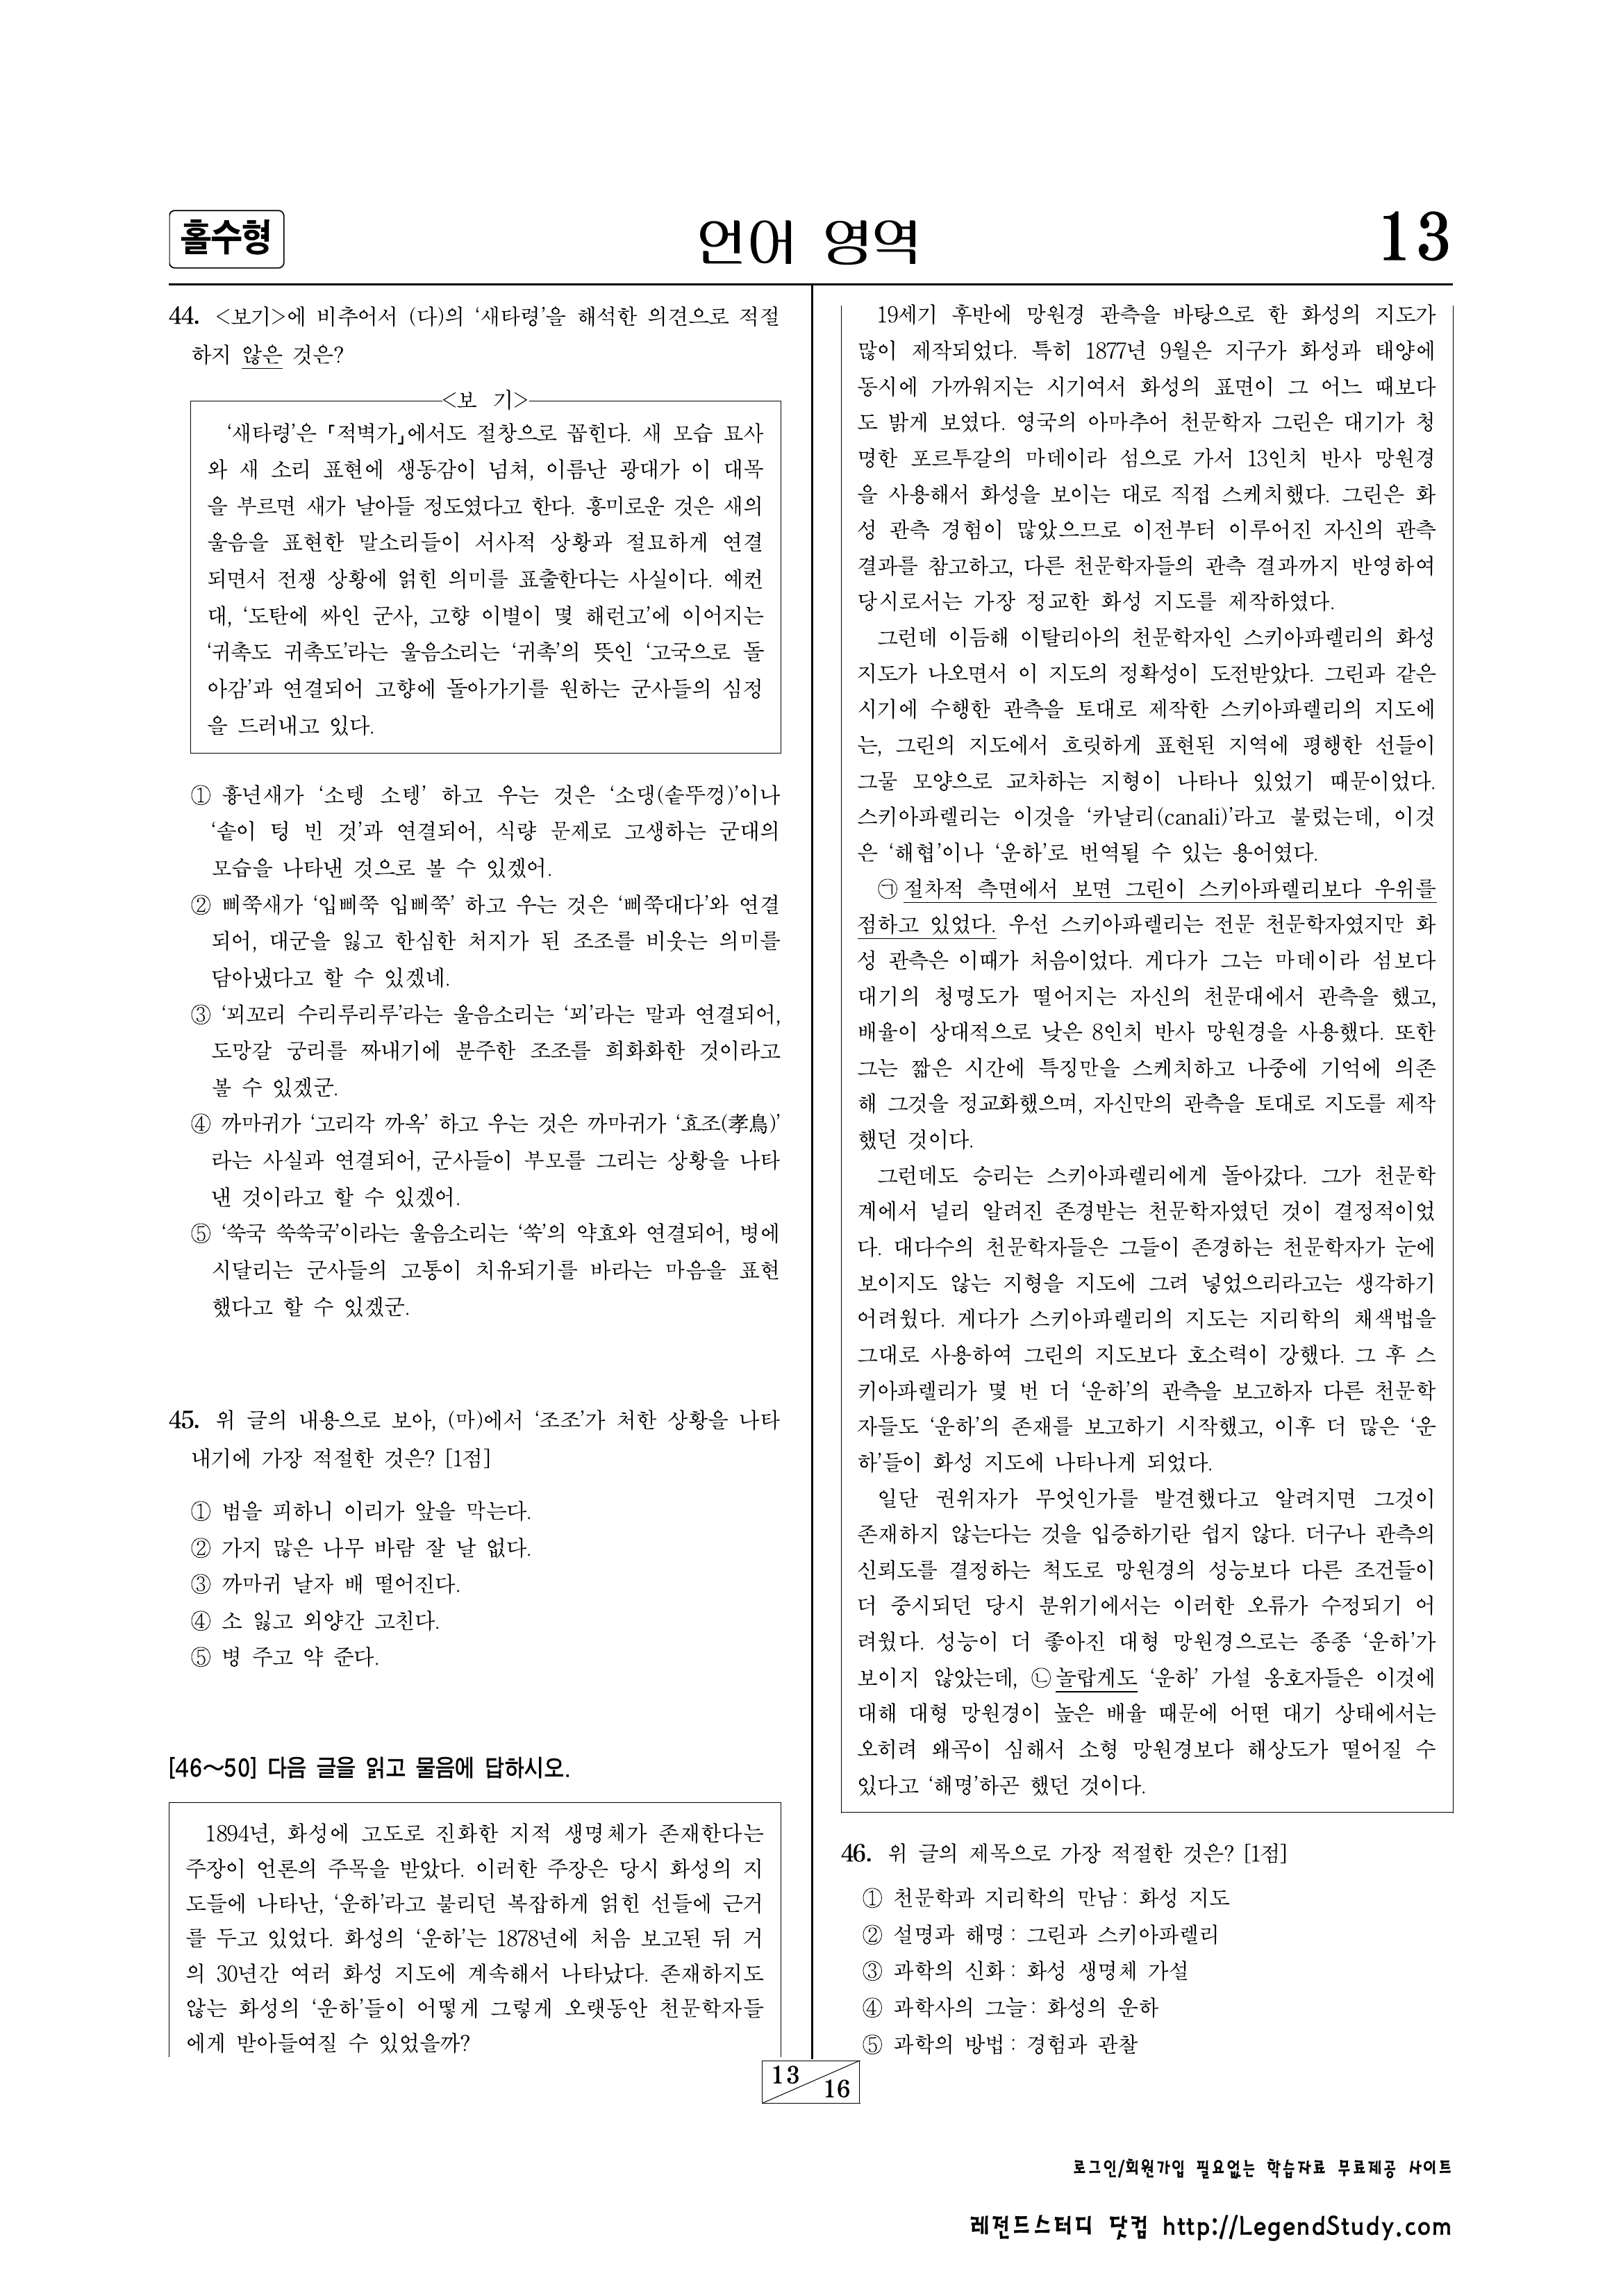 홀수형
언어 영역
13
44. <보기>에 비추어서 (다)의 ‘새타령’을 해석한 의견으로 적절
하지 않은 것은?
<보 기>
‘새타령’은 「적벽가」에서도 절창으로 꼽힌다. 새 모습 묘사
와 새 소리 표현에 생동감이 넘쳐, 이름난 광대가 이 대목
을 부르면 새가 날아들 정도였다고 한다. 흥미로운 것은 새의
울음을 표현한 말소리들이 서사적 상황과 절묘하게 연결
되면서 전쟁 상황에 얽힌 의미를 표출한다는 사실이다. 예컨
대, ‘도탄에 싸인 군사, 고향 이별이 몇 해런고’에 이어지는
‘귀촉도 귀촉도’라는 울음소리는 ‘귀촉’의 뜻인 ‘고국으로 돌
아감’과 연결되어 고향에 돌아가기를 원하는 군사들의 심정
을 드러내고 있다.
① 흉년새가 ‘소텡 소텡’ 하고 우는 것은 ‘소댕(솥뚜껑)’이나
‘솥이 텅 빈 것’과 연결되어, 식량 문제로 고생하는 군대의
모습을 나타낸 것으로 볼 수 있겠어.
② 삐쭉새가 ‘입삐쭉 입삐쭉’ 하고 우는 것은 ‘삐쭉대다’와 연결
되어, 대군을 잃고 한심한 처지가 된 조조를 비웃는 의미를
담아냈다고 할 수 있겠네.
③ ‘꾀꼬리 수리루리루’라는 울음소리는 ‘꾀’라는 말과 연결되어,
도망갈 궁리를 짜내기에 분주한 조조를 희화화한 것이라고
볼 수 있겠군.
④ 까마귀가 ‘고리각 까옥’ 하고 우는 것은 까마귀가 ‘효조(孝鳥)’
라는 사실과 연결되어, 군사들이 부모를 그리는 상황을 나타
낸 것이라고 할 수 있겠어.
⑤ ‘쑥국 쑥쑥국’이라는 울음소리는 ‘쑥’의 약효와 연결되어, 병에
시달리는 군사들의 고통이 치유되기를 바라는 마음을 표현
했다고 할 수 있겠군.
45. 위 글의 내용으로 보아, (마)에서 ‘조조’가 처한 상황을 나타
내기에 가장 적절한 것은? [1점]
① 범을 피하니 이리가 앞을 막는다.
② 가지 많은 나무 바람 잘 날 없다.
③ 까마귀 날자 배 떨어진다.
④ 소 잃고 외양간 고친다.
⑤ 병 주고 약 준다.
[46～50] 다음 글을 읽고 물음에 답하시오.
1894년, 화성에 고도로 진화한 지적 생명체가 존재한다는
주장이 언론의 주목을 받았다. 이러한 주장은 당시 화성의 지
도들에 나타난, ‘운하’라고 불리던 복잡하게 얽힌 선들에 근거
를 두고 있었다. 화성의 ‘운하’는 1878년에 처음 보고된 뒤 거
의 30년간 여러 화성 지도에 계속해서 나타났다. 존재하지도
않는 화성의 ‘운하’들이 어떻게 그렇게 오랫동안 천문학자들
에게 받아들여질 수 있었을까?
19세기 후반에 망원경 관측을 바탕으로 한 화성의 지도가
많이 제작되었다. 특히 1877년 9월은 지구가 화성과 태양에
동시에 가까워지는 시기여서 화성의 표면이 그 어느 때보다
도 밝게 보였다. 영국의 아마추어 천문학자 그린은 대기가 청
명한 포르투갈의 마데이라 섬으로 가서 13인치 반사 망원경
을 사용해서 화성을 보이는 대로 직접 스케치했다. 그린은 화
성 관측 경험이 많았으므로 이전부터 이루어진 자신의 관측
결과를 참고하고, 다른 천문학자들의 관측 결과까지 반영하여
당시로서는 가장 정교한 화성 지도를 제작하였다.
그런데 이듬해 이탈리아의 천문학자인 스키아파렐리의 화성
지도가 나오면서 이 지도의 정확성이 도전받았다. 그린과 같은
시기에 수행한 관측을 토대로 제작한 스키아파렐리의 지도에
는, 그린의 지도에서 흐릿하게 표현된 지역에 평행한 선들이
그물 모양으로 교차하는 지형이 나타나 있었기 때문이었다.
스키아파렐리는 이것을 ‘카날리(canali)’라고 불렀는데, 이것
은 ‘해협’이나 ‘운하’로 번역될 수 있는 용어였다.
㉠ 절차적 측면에서 보면 그린이 스키아파렐리보다 우위를
점하고 있었다. 우선 스키아파렐리는 전문 천문학자였지만 화
성 관측은 이때가 처음이었다. 게다가 그는 마데이라 섬보다
대기의 청명도가 떨어지는 자신의 천문대에서 관측을 했고,
배율이 상대적으로 낮은 8인치 반사 망원경을 사용했다. 또한
그는 짧은 시간에 특징만을 스케치하고 나중에 기억에 의존
해 그것을 정교화했으며, 자신만의 관측을 토대로 지도를 제작
했던 것이다.
그런데도 승리는 스키아파렐리에게 돌아갔다. 그가 천문학
계에서 널리 알려진 존경받는 천문학자였던 것이 결정적이었
다. 대다수의 천문학자들은 그들이 존경하는 천문학자가 눈에
보이지도 않는 지형을 지도에 그려 넣었으리라고는 생각하기
어려웠다. 게다가 스키아파렐리의 지도는 지리학의 채색법을
그대로 사용하여 그린의 지도보다 호소력이 강했다. 그 후 스
키아파렐리가 몇 번 더 ‘운하’의 관측을 보고하자 다른 천문학
자들도 ‘운하’의 존재를 보고하기 시작했고, 이후 더 많은 ‘운
하’들이 화성 지도에 나타나게 되었다.
일단 권위자가 무엇인가를 발견했다고 알려지면 그것이
존재하지 않는다는 것을 입증하기란 쉽지 않다. 더구나 관측의
신뢰도를 결정하는 척도로 망원경의 성능보다 다른 조건들이
더 중시되던 당시 분위기에서는 이러한 오류가 수정되기 어
려웠다. 성능이 더 좋아진 대형 망원경으로는 종종 ‘운하’가
보이지 않았는데, ㉡ 놀랍게도 ‘운하’ 가설 옹호자들은 이것에
대해 대형 망원경이 높은 배율 때문에 어떤 대기 상태에서는
오히려 왜곡이 심해서 소형 망원경보다 해상도가 떨어질 수
있다고 ‘해명’하곤 했던 것이다.
46. 위 글의 제목으로 가장 적절한 것은? [1점]
① 천문학과 지리학의 만남 : 화성 지도
② 설명과 해명 : 그린과 스키아파렐리
③ 과학의 신화 : 화성 생명체 가설
④ 과학사의 그늘 : 화성의 운하
⑤ 과학의 방법 : 경험과 관찰
13
16
로그인/회원가입 필요없는 학습자료 무료제공 사이트
레전드스터디 닷컴 http://LegendStudy.com